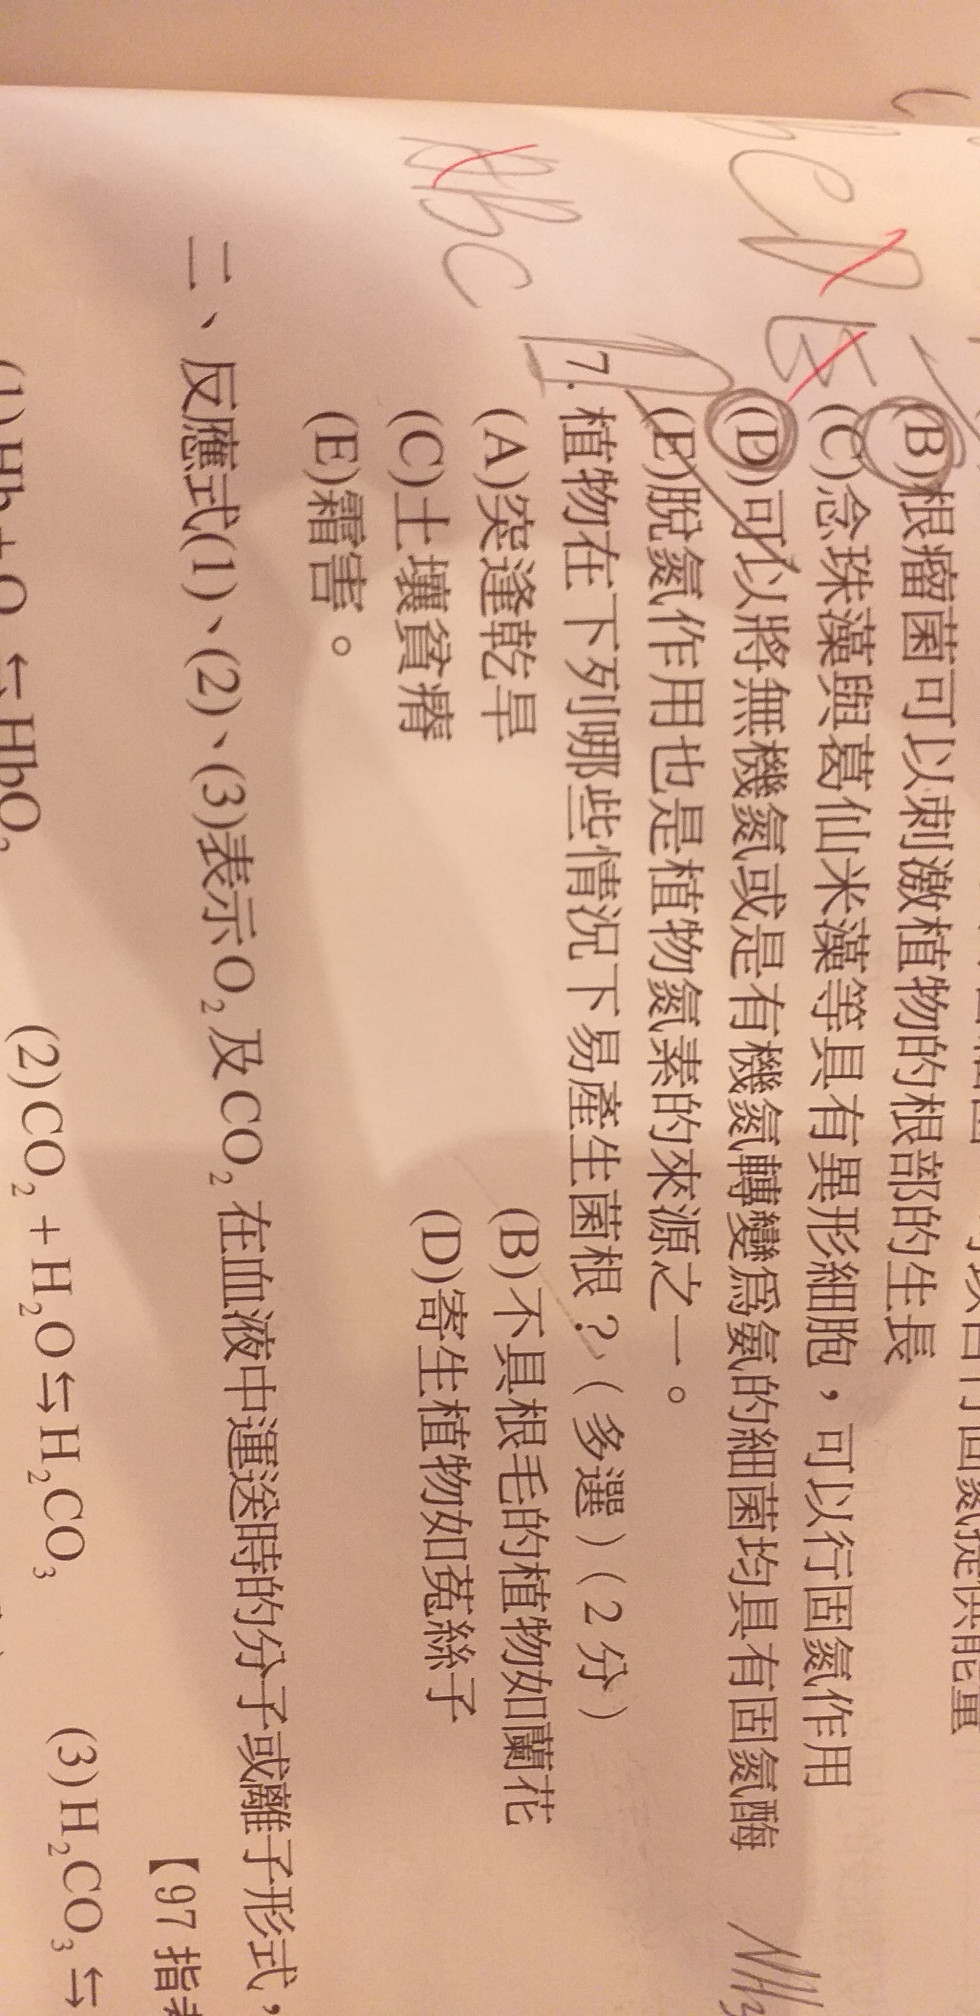 (B)根瘤菌可以刺激植物的根部的生長
(C)念珠藻與葛仙米藻等具有異形細胞，可以行固氮作用
(D)可以將無機氮或是有機氮轉變為氨的細菌均具有固氮酶
(E)脫氮作用也是植物氮素的來源之一。
7. 植物在下列哪些情況下易產生菌根？(多選)(2分)
(A)突逢乾旱 (B)不具根毛的植物如蘭花
(C)土壤貧瘠 (D)寄生植物如菟絲子
(E)霜害。
ABC
二、反應式(1)、(2)、(3)表示O₂及CO₂在血液中運送時的分子或離子形式，
【97 指考
(1)Hb + O₂ ⇆ HbO₂ (2)CO₂ + H₂O ⇆ H₂CO₃ (3)H₂CO₃ ⇆